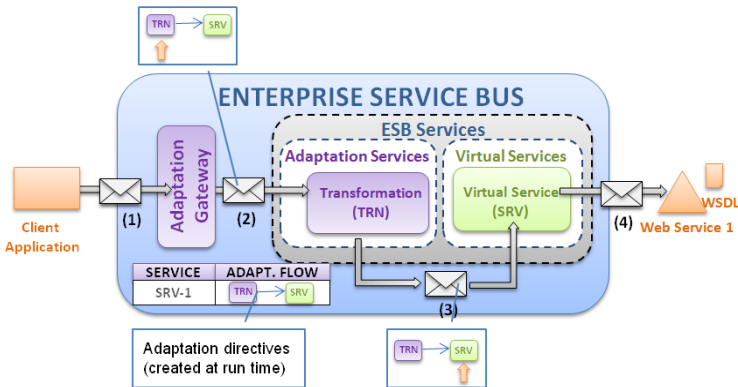 TRN SRV
ENTERPRISE SERVICE BUS
ESB Services
Adaptation Services
Virtual Services
Adaptation
Gateway
Transformation
(TRN)
Virtual Service
(SRV)
Client
Application
(1)
(2)
(3)
(4)
WSDL
Web Service 1
SERVICE ADAPT. FLOW
SRV-1 TRN SRV
Adaptation directives
(created at run time)
TRN SRV